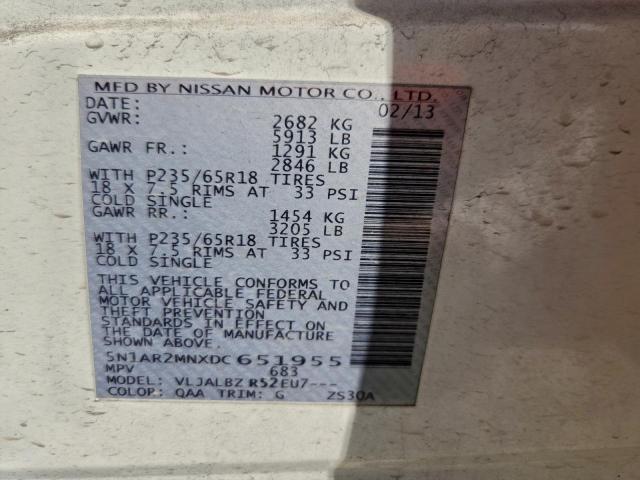 MFD BY NISSAN MOTOR CO., LTD.
DATE: 02/13
GVWR: 2682 KG
5913 LB
GAWR FR.: 1291 KG
2846 LB
WITH P235/65R18 TIRES
18 X 7.5 RIMS AT 33 PSI
COLD SINGLE
GAWR RR.: 1454 KG
3205 LB
WITH P235/65R18 TIRES
18 X 7.5 RIMS AT 33 PSI
COLD SINGLE
THIS VEHICLE CONFORMS TO
ALL APPLICABLE FEDERAL
MOTOR VEHICLE SAFETY AND
THEFT PREVENTION
STANDARDS IN EFFECT ON
THE DATE OF MANUFACTURE
SHOWN ABOVE.
5N1AR2MNXDC651955
MPV 683
MODEL: VLJALBZ R52EU7---
COLOR: QAA TRIM: G ZS30A